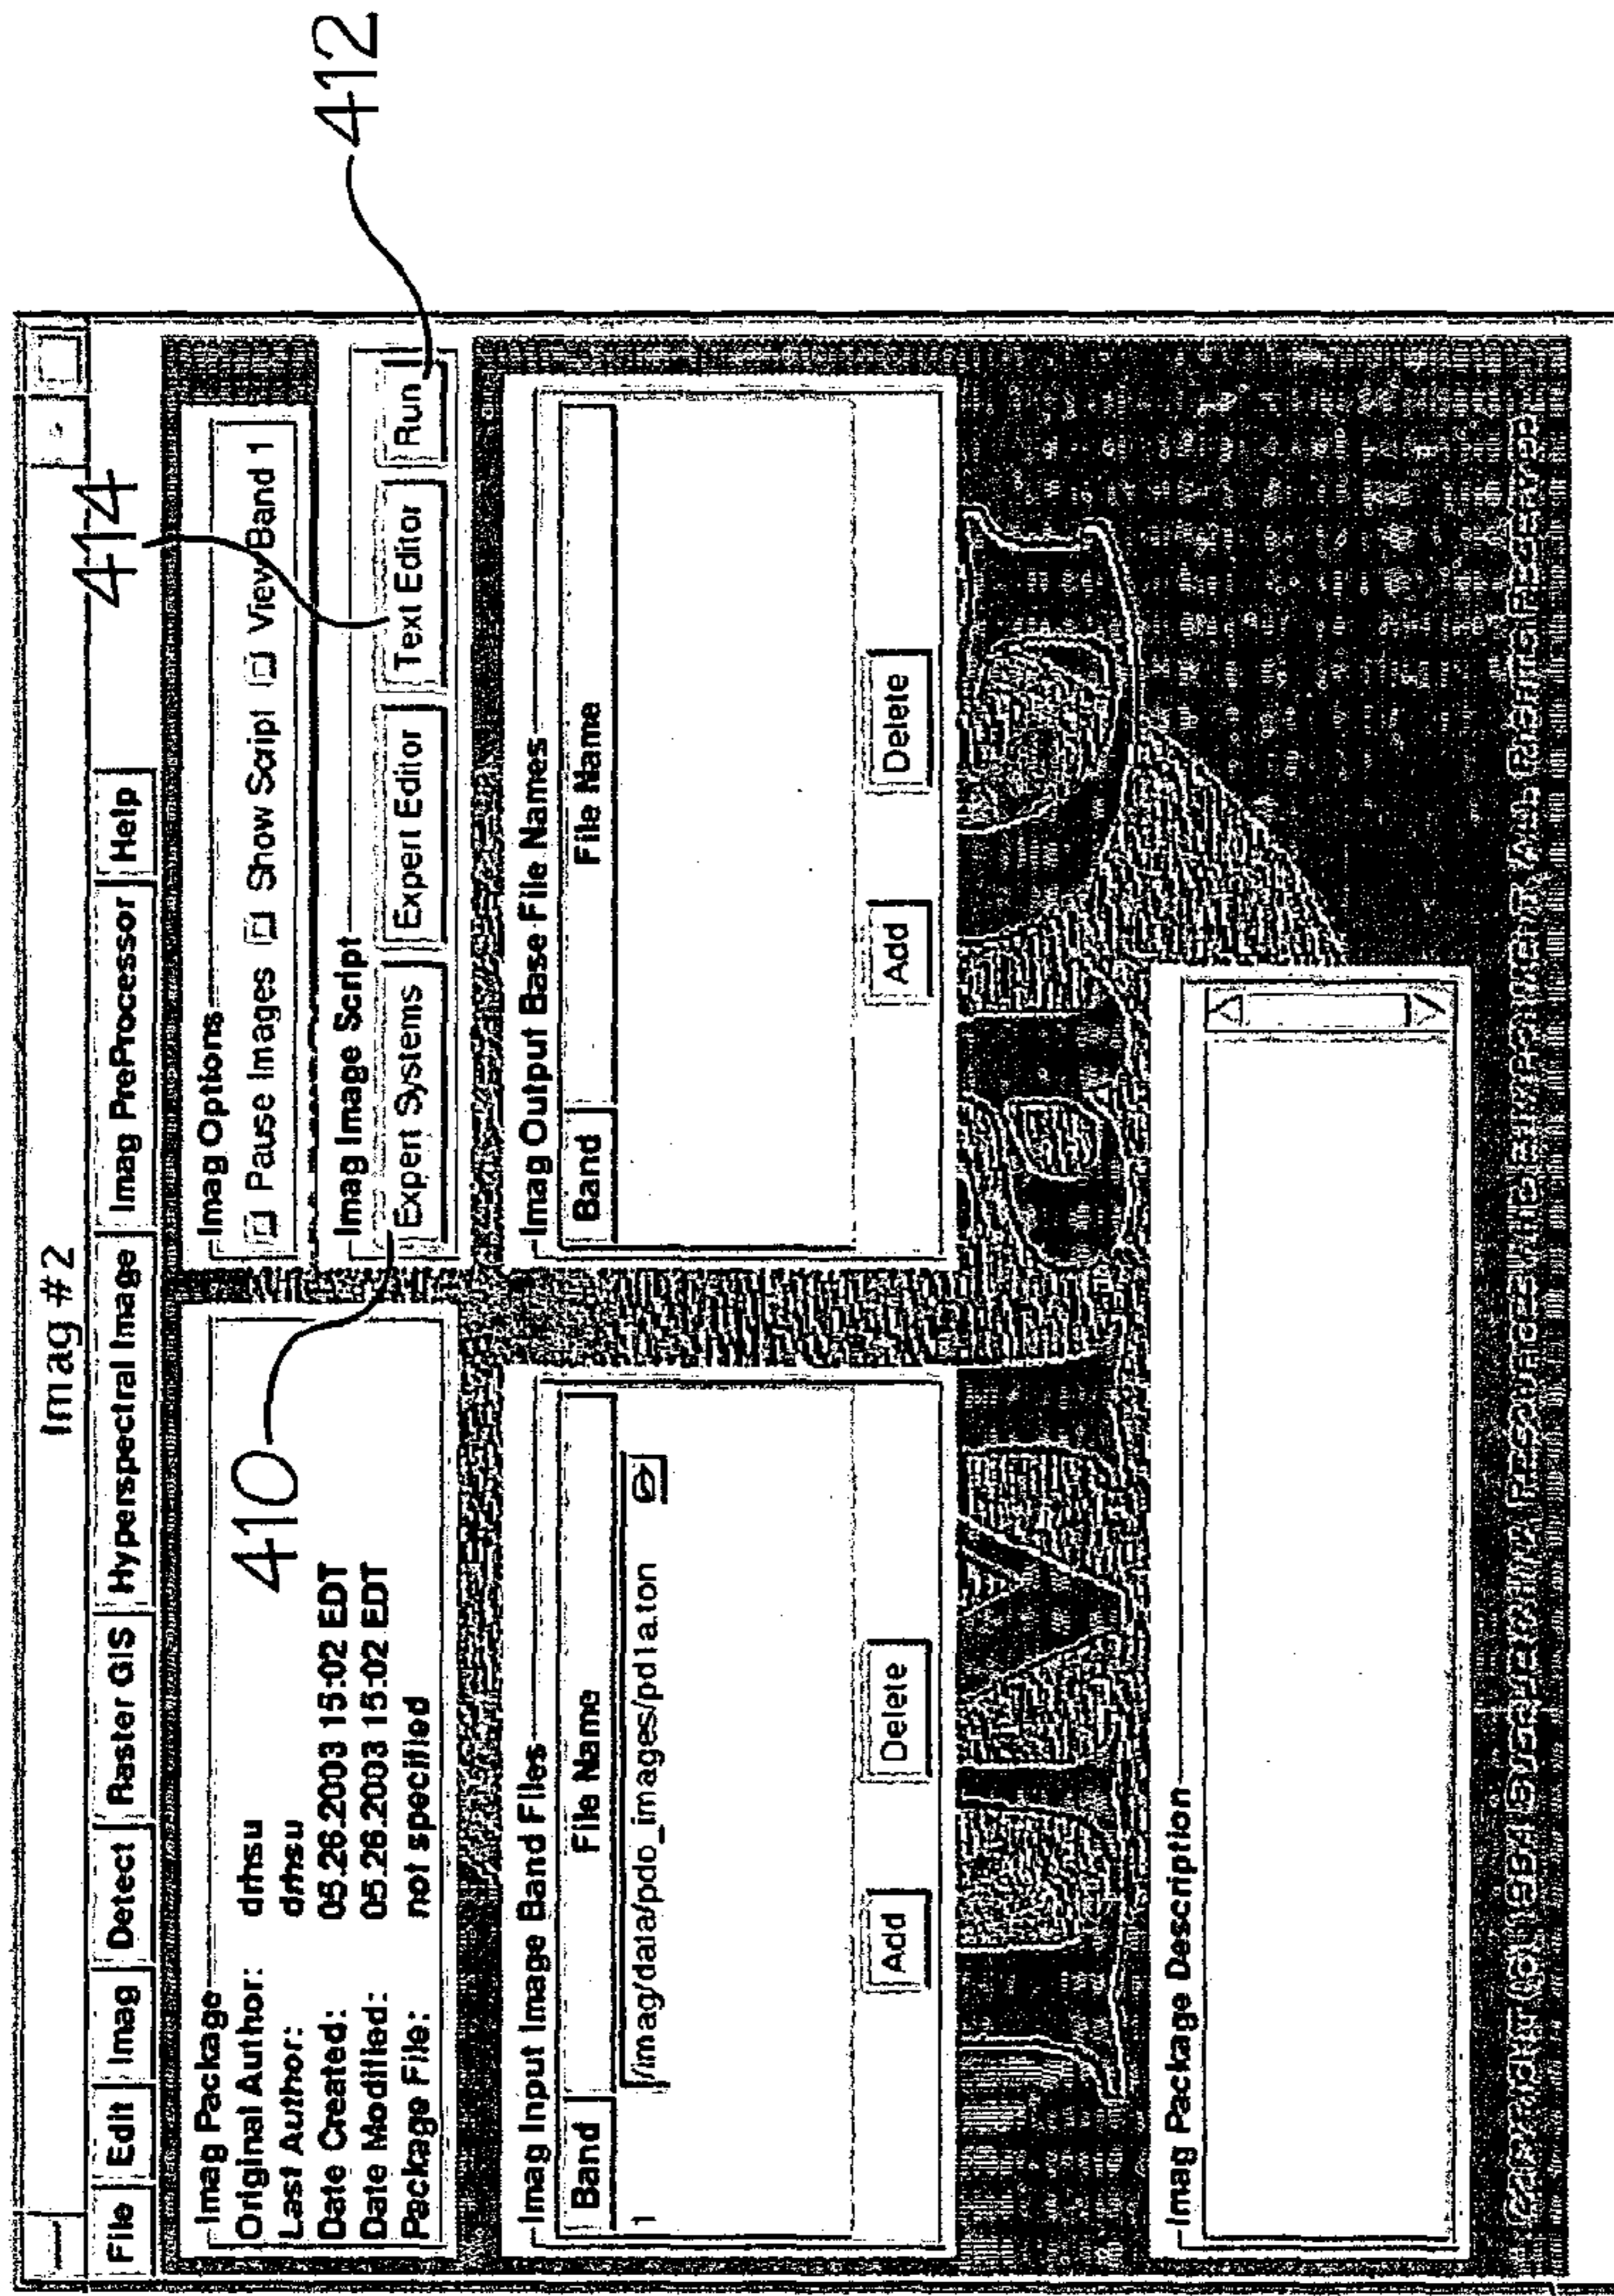 Imag #2
File Edit Imag Detect Raster GIS Hyperspectral Image Imag PreProcessor Help
414
412
410
Imag Package
Original Author: drhsu
Last Author: drhsu
Date Created: 05.26.2003 15:02 EDT
Date Modified: 05.26.2003 15:02 EDT
Package File: not specified
Imag Options
Pause Images Show Script View Band 1
Imag Image Script
Expert Systems Expert Editor Text Editor Run
Imag Input Image Band Files
Band File Name
1 /imag/data/pdo_images/pd1a.ton
Add Delete
Imag Output Base File Names
Band File Name
Add Delete
Imag Package Description